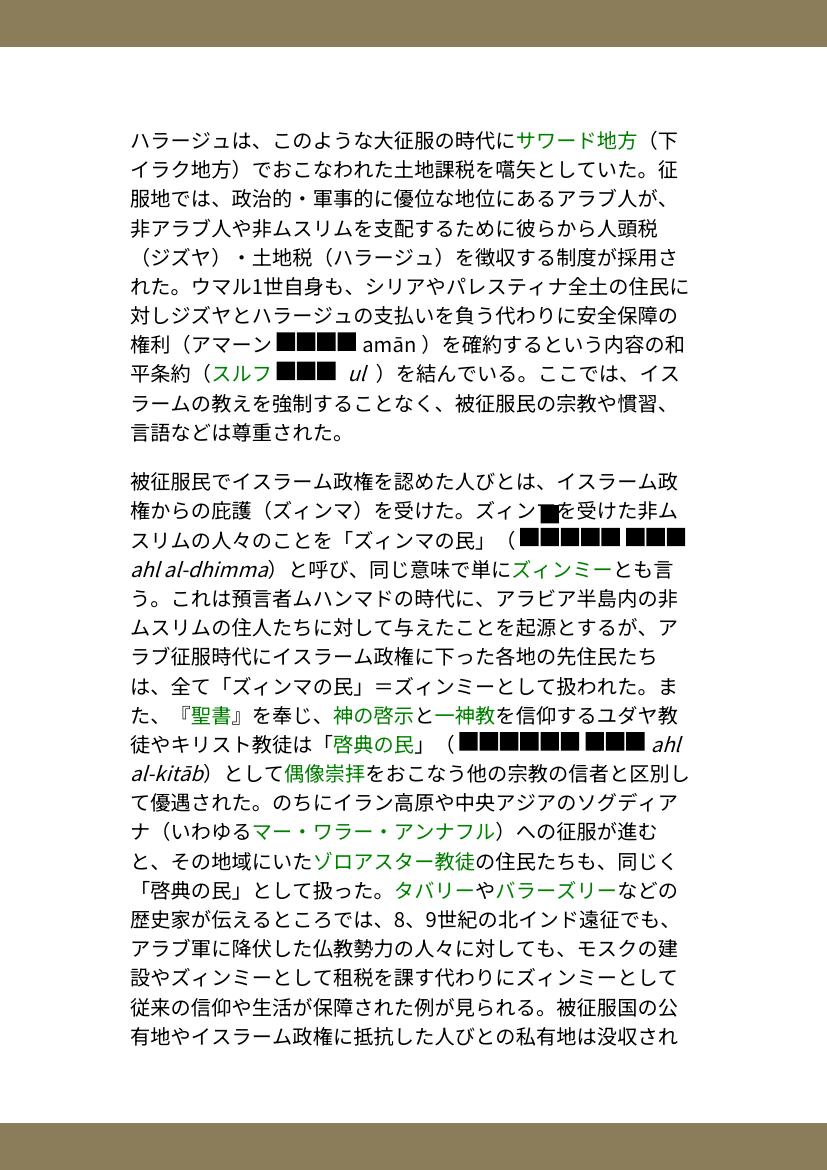 ハラージュは、このような大征服の時代にサワード地方（下
イラク地方）でおこなわれた土地課税を嚆矢としていた。征
服地では、政治的・軍事的に優位な地位にあるアラブ人が、
非アラブ人や非ムスリムを支配するために彼らから人頭税
（ジズヤ）・土地税（ハラージュ）を徴収する制度が採用さ
れた。ウマル1世自身も、シリアやパレスティナ全土の住民に
対しジズヤとハラージュの支払いを負う代わりに安全保障の
権利（アマーン ■■■■ amān ）を確約するという内容の和
平条約（スルフ ■■■ ul ）を結んでいる。ここでは、イス
ラームの教えを強制することなく、被征服民の宗教や慣習、
言語などは尊重された。
被征服民でイスラーム政権を認めた人びとは、イスラーム政
権からの庇護（ズィンマ）を受けた。ズィンを受けた非ム
スリムの人々のことを「ズィンマの民」（ ■■■■■ ■■■
ahl al-dhimma）と呼び、同じ意味で単にズィンミーとも言
う。これは預言者ムハンマドの時代に、アラビア半島内の非
ムスリムの住人たちに対して与えたことを起源とするが、ア
ラブ征服時代にイスラーム政権に下った各地の先住民たち
は、全て「ズィンマの民」＝ズィンミーとして扱われた。ま
た、『聖書』を奉じ、神の啓示と一神教を信仰するユダヤ教
徒やキリスト教徒は「啓典の民」（ ■■■■■■ ■■■ ahl
al-kitāb）として偶像崇拝をおこなう他の宗教の信者と区別し
て優遇された。のちにイラン高原や中央アジアのソグディア
ナ（いわゆるマー・ワラー・アンナフル）への征服が進む
と、その地域にいたゾロアスター教徒の住民たちも、同じく
「啓典の民」として扱った。タバリーやバラーズリーなどの
歴史家が伝えるところでは、8、9世紀の北インド遠征でも、
アラブ軍に降伏した仏教勢力の人々に対しても、モスクの建
設やズィンミーとして租税を課す代わりにズィンミーとして
従来の信仰や生活が保障された例が見られる。被征服国の公
有地やイスラーム政権に抵抗した人びとの私有地は没収され